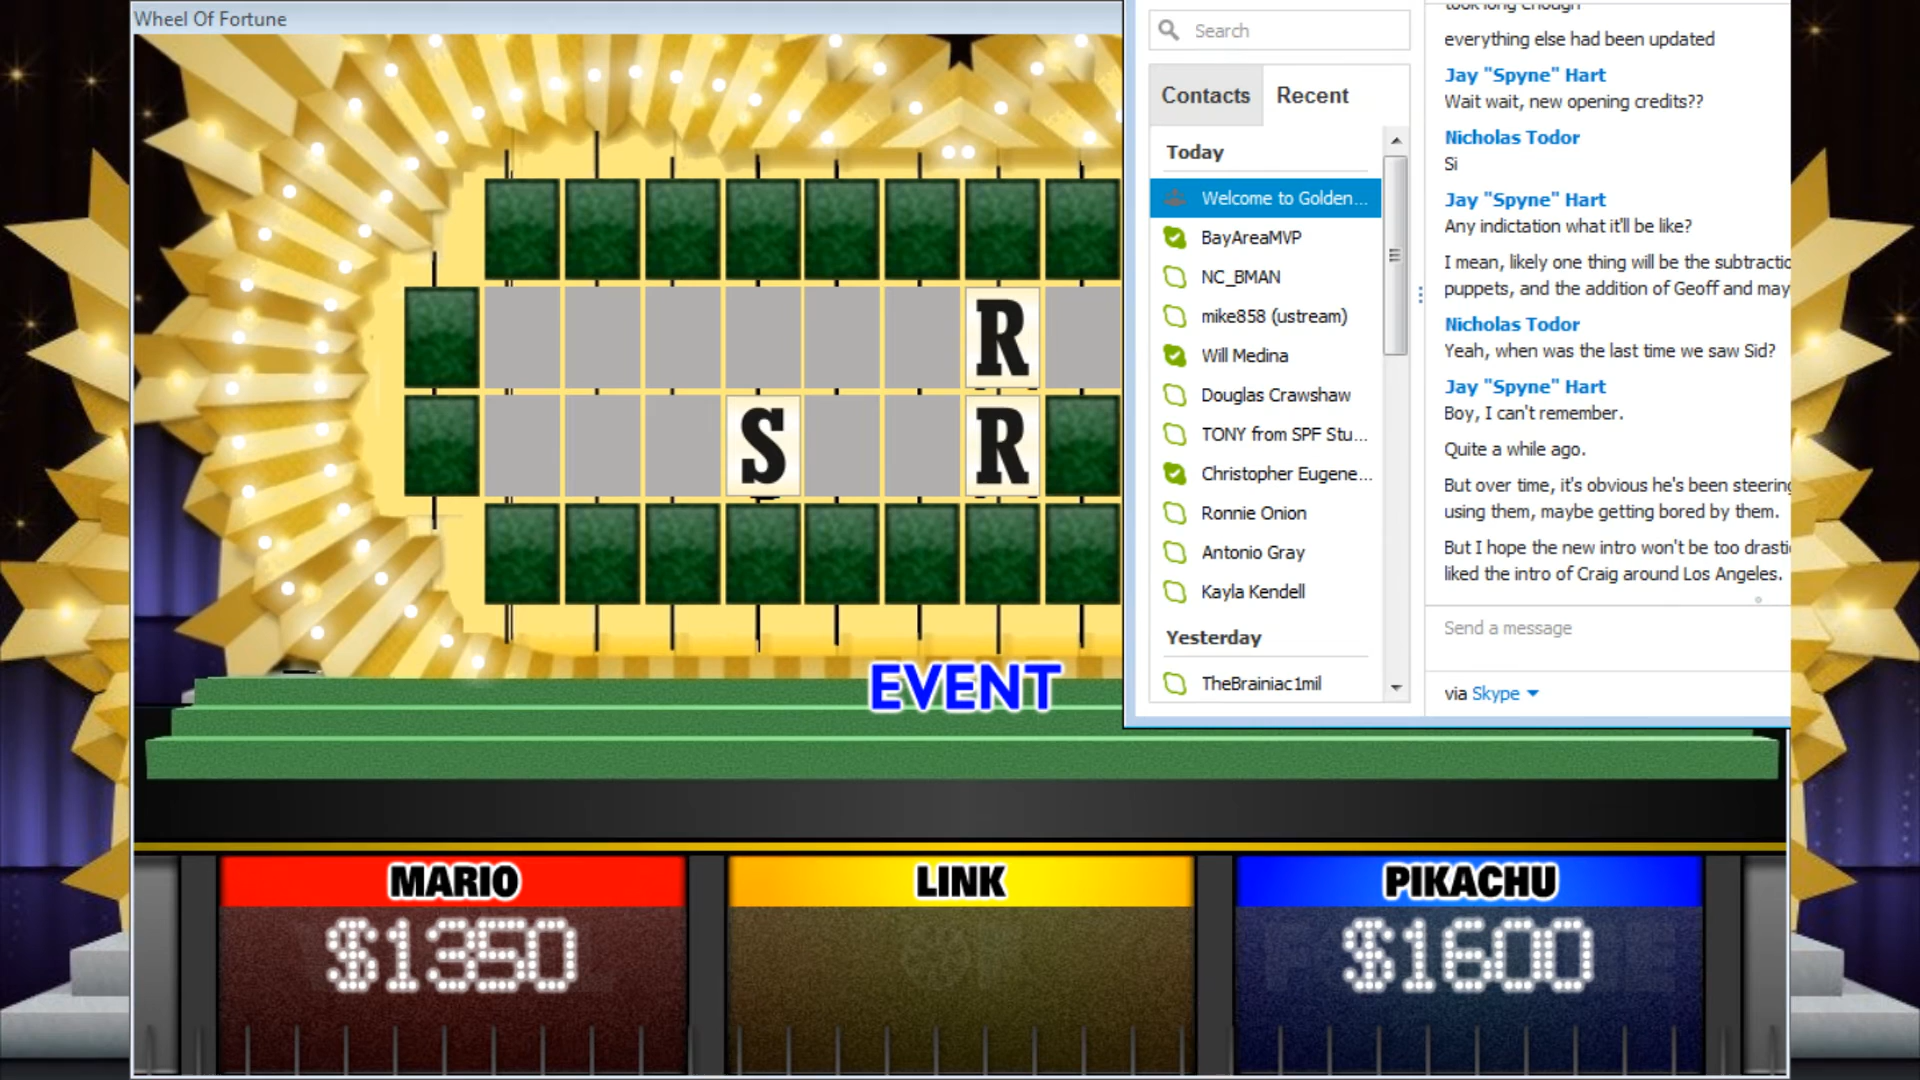 Wheel Of Fortune
R
S R
EVENT
MARIO
LINK
PIKACHU
$1350
$1600
Search
Contacts Recent
Today
Welcome to Golden...
BayAreaMVP
NC_BMAN
mike858 (ustream)
Will Medina
Douglas Crawshaw
TONY from SPF Stu...
Christopher Eugene...
Ronnie Onion
Antonio Gray
Kayla Kendell
Yesterday
TheBrainiac1mil
took long enough
everything else had been updated
Jay "Spyne" Hart
Wait wait, new opening credits??
Nicholas Todor
Si
Jay "Spyne" Hart
Any indictation what it'll be like?
I mean, likely one thing will be the subtractio
puppets, and the addition of Geoff and may
Nicholas Todor
Yeah, when was the last time we saw Sid?
Jay "Spyne" Hart
Boy, I can't remember.
Quite a while ago.
But over time, it's obvious he's been steering
using them, maybe getting bored by them.
But I hope the new intro won't be too drasti
liked the intro of Craig around Los Angeles.
Send a message
via Skype